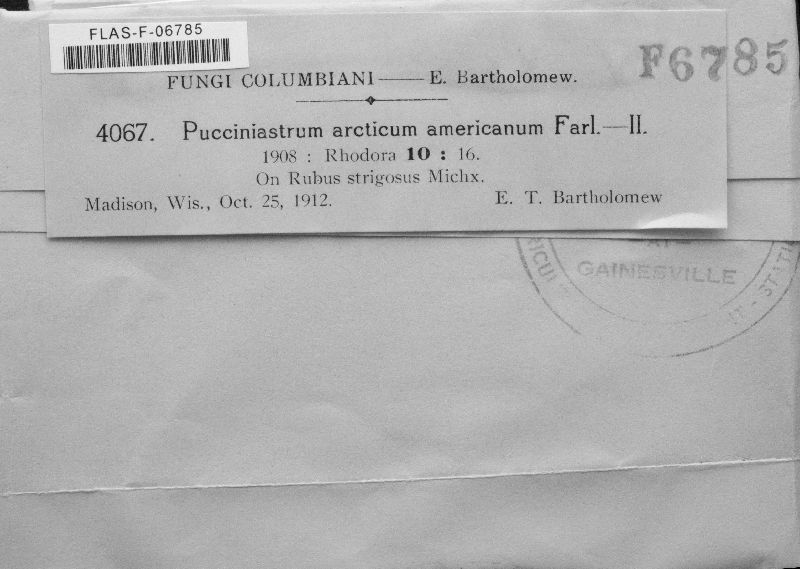 FLAS-F-06785
F6785
FUNGI COLUMBIANI—E. Bartholomew.
4067. Pucciniastrum arcticum americanum Farl.—II.
1908 : Rhodora 10 : 16.
On Rubus strigosus Michx.
Madison, Wis., Oct. 25, 1912. E. T. Bartholomew
GAINESVILLE